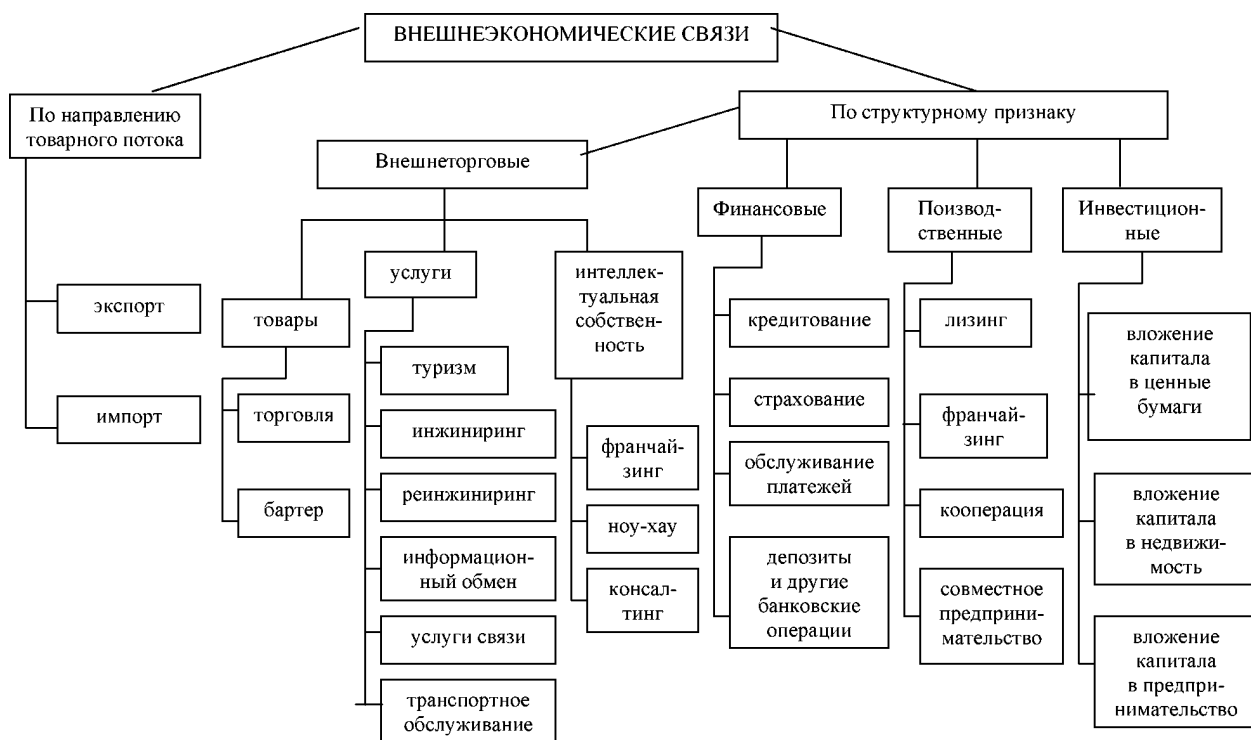 ВНЕШНЕЭКОНОМИЧЕСКИЕ СВЯЗИ
По направлению
товарного потока
экспорт
импорт
По структурному признаку
Внешнеторговые
товары
торговля
бартер
услуги
туризм
инжиниринг
реинжиниринг
информацион-
ный обмен
услуги связи
транспортное
обслуживание
интеллек-
туальная
собствен-
ность
франчай-
зинг
ноу-хау
консал-
тинг
Финансовые
кредитование
страхование
обслуживание
платежей
депозиты
и другие
банковские
операции
Поизвод-
ственные
лизинг
франчай-
зинг
кооперация
совместное
предприни-
мательство
Инвестицион-
ные
вложение
капитала
в ценные
бумаги
вложение
капитала
в недвижи-
мость
вложение
капитала
в предпри-
нимательство